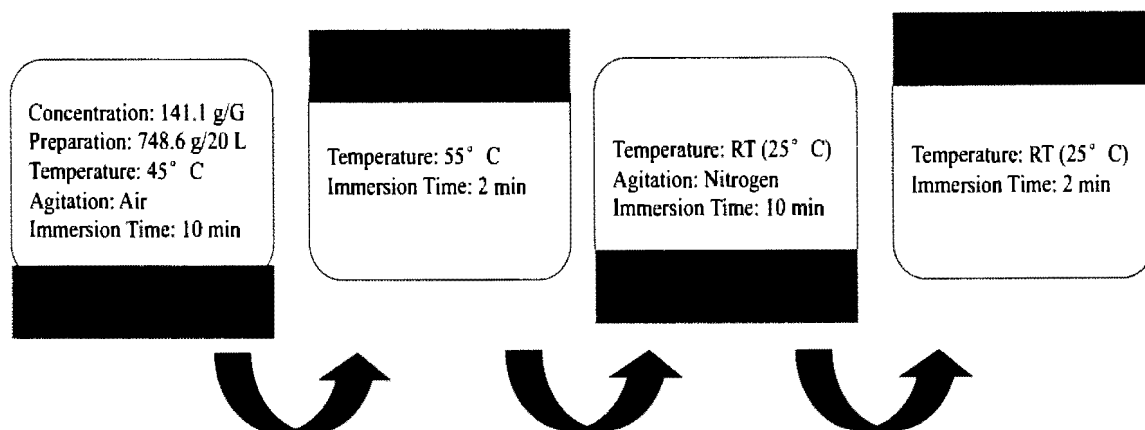 Concentration: 141.1 g/G
Preparation: 748.6 g/20 L
Temperature: 45° C
Agitation: Air
Immersion Time: 10 min
Temperature: 55° C
Immersion Time: 2 min
Temperature: RT (25° C)
Agitation: Nitrogen
Immersion Time: 10 min
Temperature: RT (25° C)
Immersion Time: 2 min